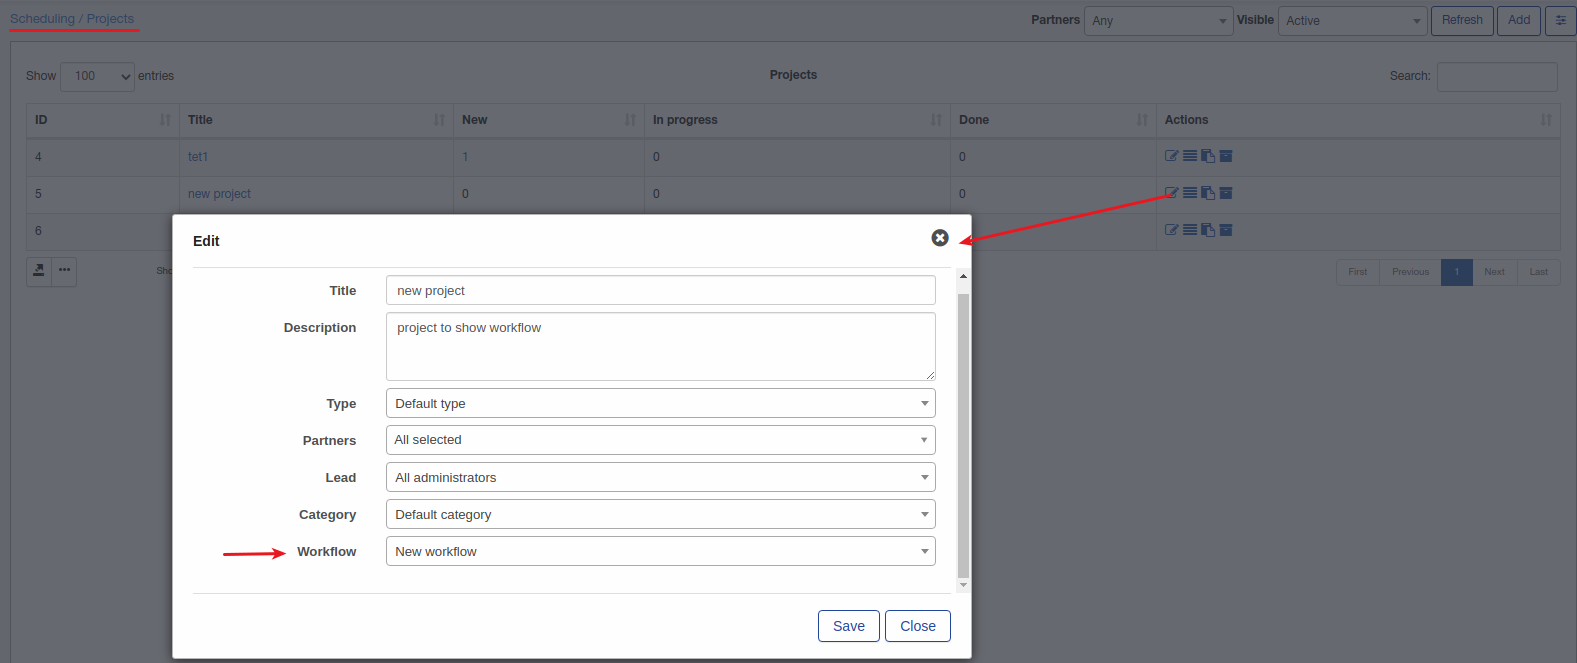 Scheduling / Projects Partners Any Visible Active Refresh Add
Show 100 entries Projects Search:
ID Title New In progress Done Actions
4 tet1 1 0 0
5 new project 0 0 0
6
Sho First Previous 1 Next Last
Edit
Title new project
Description project to show workflow
Type Default type
Partners All selected
Lead All administrators
Category Default category
Workflow New workflow
Save Close